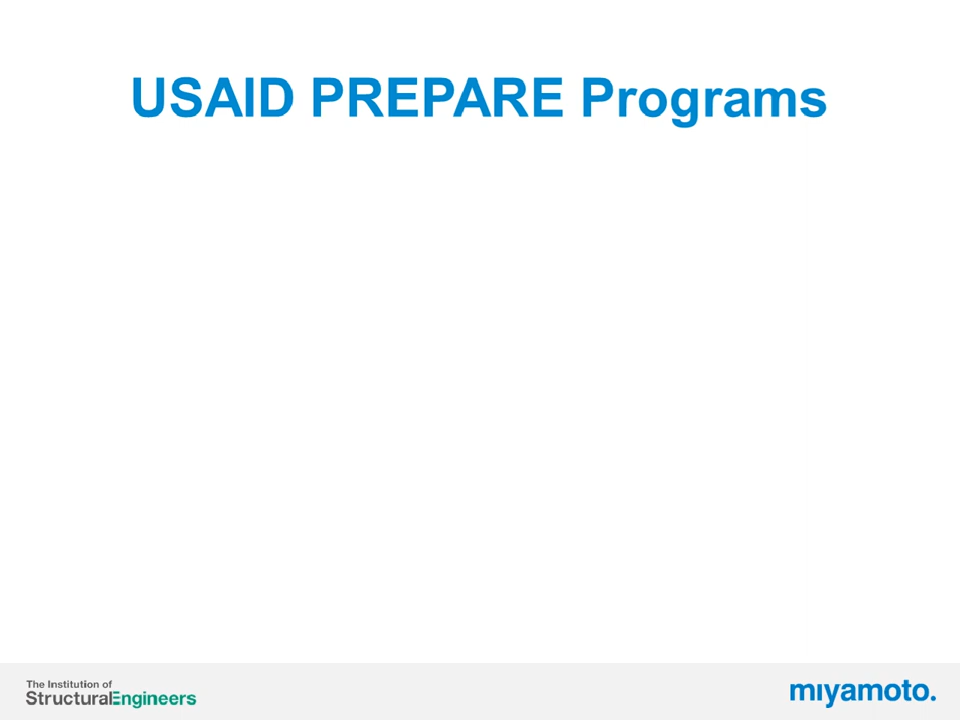 USAID PREPARE Programs
The Institution of
StructuralEngineers
miyamoto.